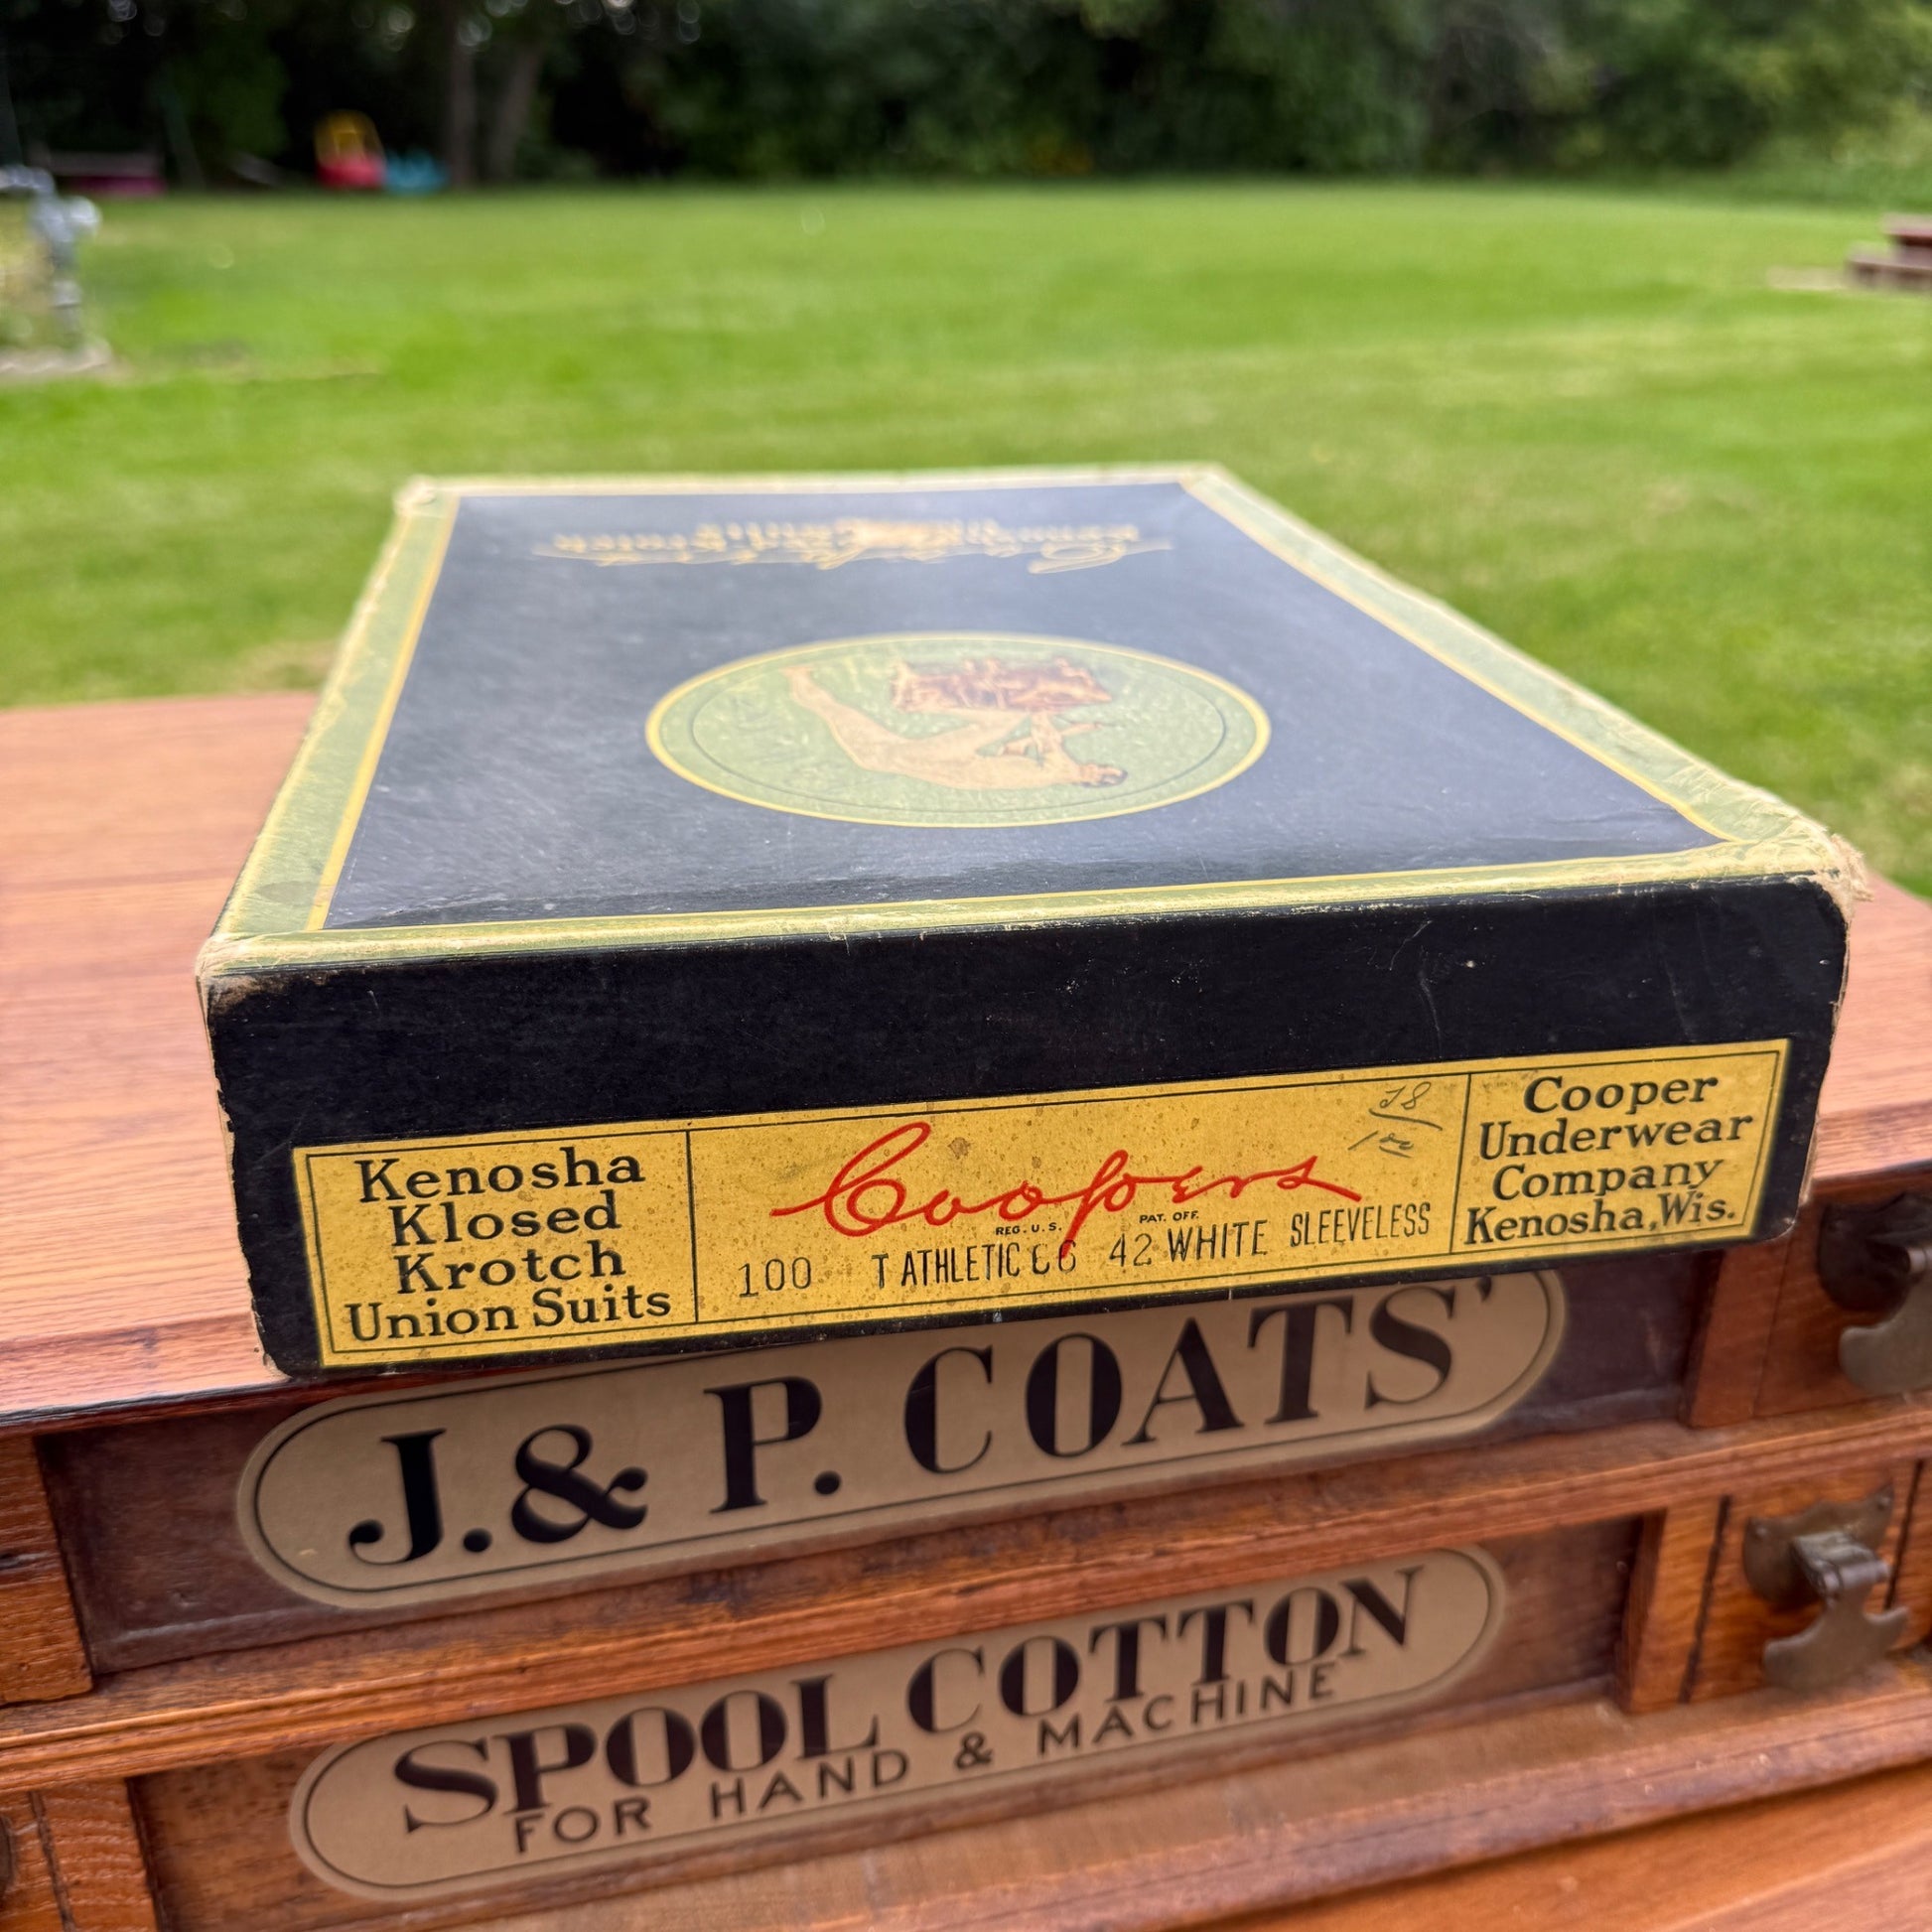 Kenosha
Klosed
Krotch
Union Suits
Coopers
REG. U.S. PAT. OFF.
100 T ATHLETIC 42 WHITE SLEEVELESS
Cooper
Underwear
Company
Kenosha, Wis.
J. & P. COATS'
SPOOL COTTON
FOR HAND & MACHINE